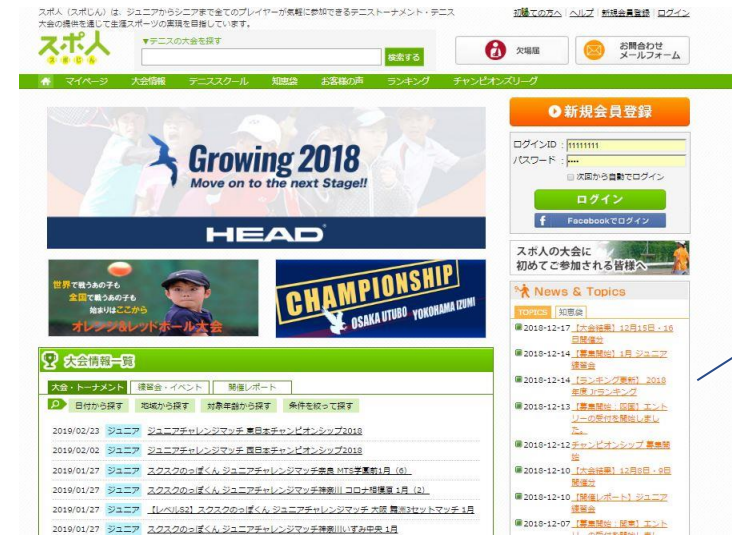 スポ人（スポじん）は、ジュニアからシニアまで全てのプレイヤーが気軽に参加できるテニストーナメント・テニス
大会の提供を通じて生涯スポーツの実現を目指しています。
初めての方へ ヘルプ 新規会員登録 ログイン
スポ人
スポじん
▼テニスの大会を探す
検索する
欠場届
お問合わせ
メールフォーム
マイページ 大会情報 テニススクール 知恵袋 お客様の声 ランキング チャンピオンズリーグ
Growing 2018
Move on to the next Stage!!
HEAD
世界で戦うあの子も
全国で戦うあの子も
始まりはここから
オレンジ&レッドボール大会
CHAMPIONSHIP
OSAKA UTUBO YOKOHAMA IZUMI
大会情報一覧
大会・トーナメント 練習会・イベント 開催レポート
日付から探す 地域から探す 対象年齢から探す 条件を絞って探す
2019/02/23 ジュニア ジュニアチャレンジマッチ 東日本チャンピオンシップ2018
2019/02/02 ジュニア ジュニアチャレンジマッチ 西日本チャンピオンシップ2018
2019/01/27 ジュニア スクスクのっぽくん ジュニアチャレンジマッチ奈良 MTS学園前1月（6）
2019/01/27 ジュニア スクスクのっぽくん ジュニアチャレンジマッチ神奈川 コロナ相模原 1月（2）
2019/01/27 ジュニア 【レベルS2】スクスクのっぽくん ジュニアチャレンジマッチ 大阪 舞洲3セットマッチ 1月
2019/01/27 ジュニア スクスクのっぽくん ジュニアチャレンジマッチ神奈川いずみ中央 1月
新規会員登録
ログインID：11111111
パスワード：••••
次回から自動でログイン
ログイン
f Facebookでログイン
スポ人の大会に
初めてご参加される皆様へ
News & Topics
TOPICS 知恵袋
2018-12-17 【大会結果】12月15日・16
日開催分
2018-12-14 【募集開始】1月 ジュニア
練習会
2018-12-14 【ランキング更新】 2018
年度 Jrランキング
2018-12-13 【募集開始：四国】エント
リーの受付を開始しまし
た。
2018-12-12 チャンピオンシップ 募集開
始
2018-12-10 【大会結果】12月8日・9日
開催分
2018-12-10 【開催レポート】ジュニア
練習会
2018-12-07 【募集開始：関東】エント